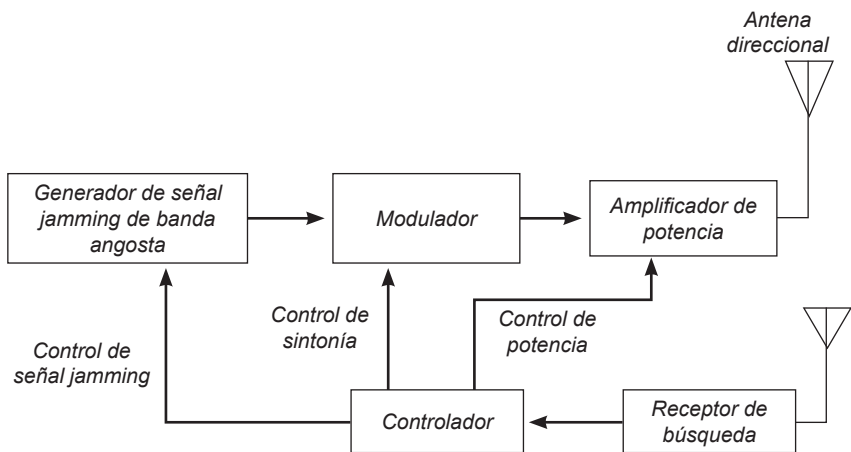 Antena
direccional
Generador de señal
jamming de banda
angosta
Modulador
Amplificador de
potencia
Control de
señal jamming
Control de
sintonía
Control de
potencia
Controlador
Receptor de
búsqueda